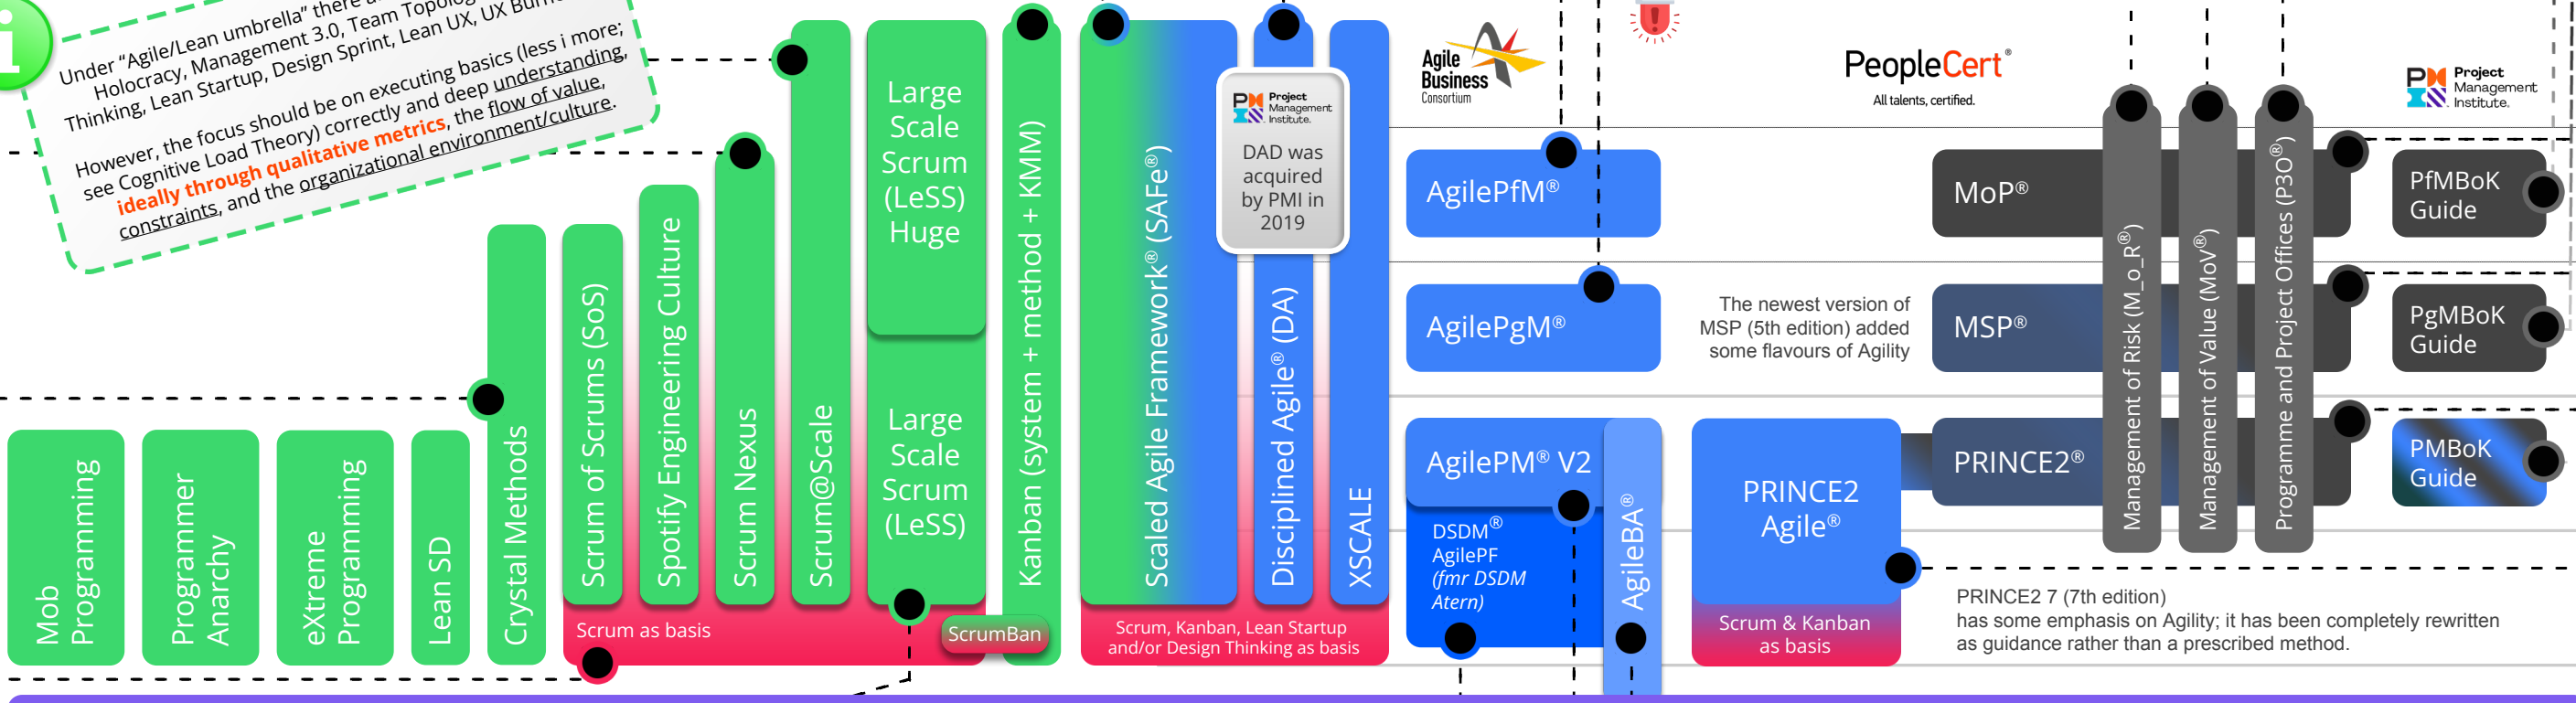 Under “Agile/Lean umbrella” there
Holocracy, Management 3.0, Team
Thinking, Lean Startup, Design Sprint, Lean UX, UX
However, the focus should be on executing basics (less i more;
see Cognitive Load Theory) correctly and deep understanding,
ideally through qualitative metrics, the flow of value,
constraints, and the organizational environment/culture.
Mob
Programming
Programmer
Anarchy
eXtreme
Programming
Lean SD
Crystal Methods
Scrum of Scrums (SoS)
Spotify Engineering Culture
Scrum Nexus
Scrum@Scale
Large
Scale
Scrum
(LeSS)
Huge
Large
Scale
Scrum
(LeSS)
Scrum as basis
Kanban (system + method + KMM)
ScrumBan
Scaled Agile Framework® (SAFe®)
Project
Management
Institute.
DAD was
acquired
by PMI in
2019
Disciplined Agile® (DA)
XSCALE
Scrum, Kanban, Lean Startup
and/or Design Thinking as basis
Agile
Business
Consortium
AgilePfM®
AgilePgM®
AgilePM® V2
DSDM®
AgilePF
(fmr DSDM
Atern)
AgileBA®
PeopleCert®
All talents, certified.
The newest version of
MSP (5th edition) added
some flavours of Agility
PRINCE2
Agile®
Scrum & Kanban
as basis
MoP®
MSP®
PRINCE2®
Management of Risk (M_o_R®)
Management of Value (MoV®)
Programme and Project Offices (P3O®)
PRINCE2 7 (7th edition)
has some emphasis on Agility; it has been completely rewritten
as guidance rather than a prescribed method.
Project
Management
Institute.
PfMBoK
Guide
PgMBoK
Guide
PMBoK
Guide